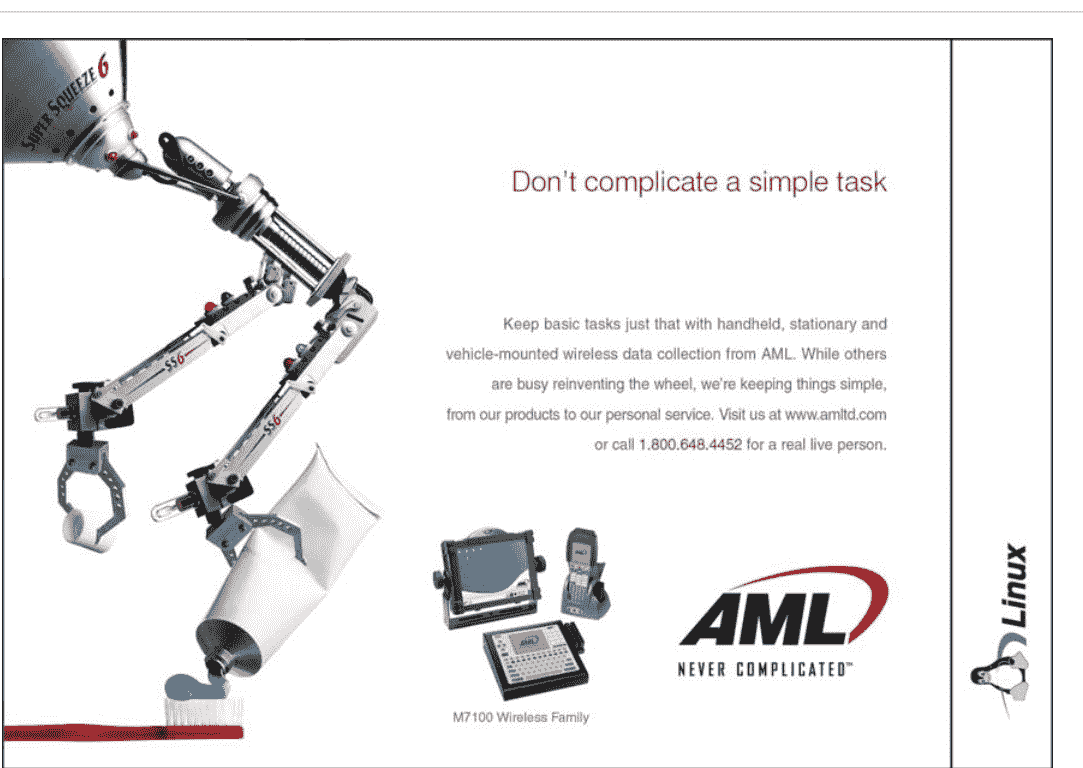 SUPER SQUEEZE 6
Don't complicate a simple task
SS6
SS6
Keep basic tasks just that with handheld, stationary and
vehicle-mounted wireless data collection from AML. While others
are busy reinventing the wheel, we're keeping things simple,
from our products to our personal service. Visit us at www.amltd.com
or call 1.800.648.4452 for a real live person.
AML
AML
AML
NEVER COMPLICATED™
M7100 Wireless Family
Linux